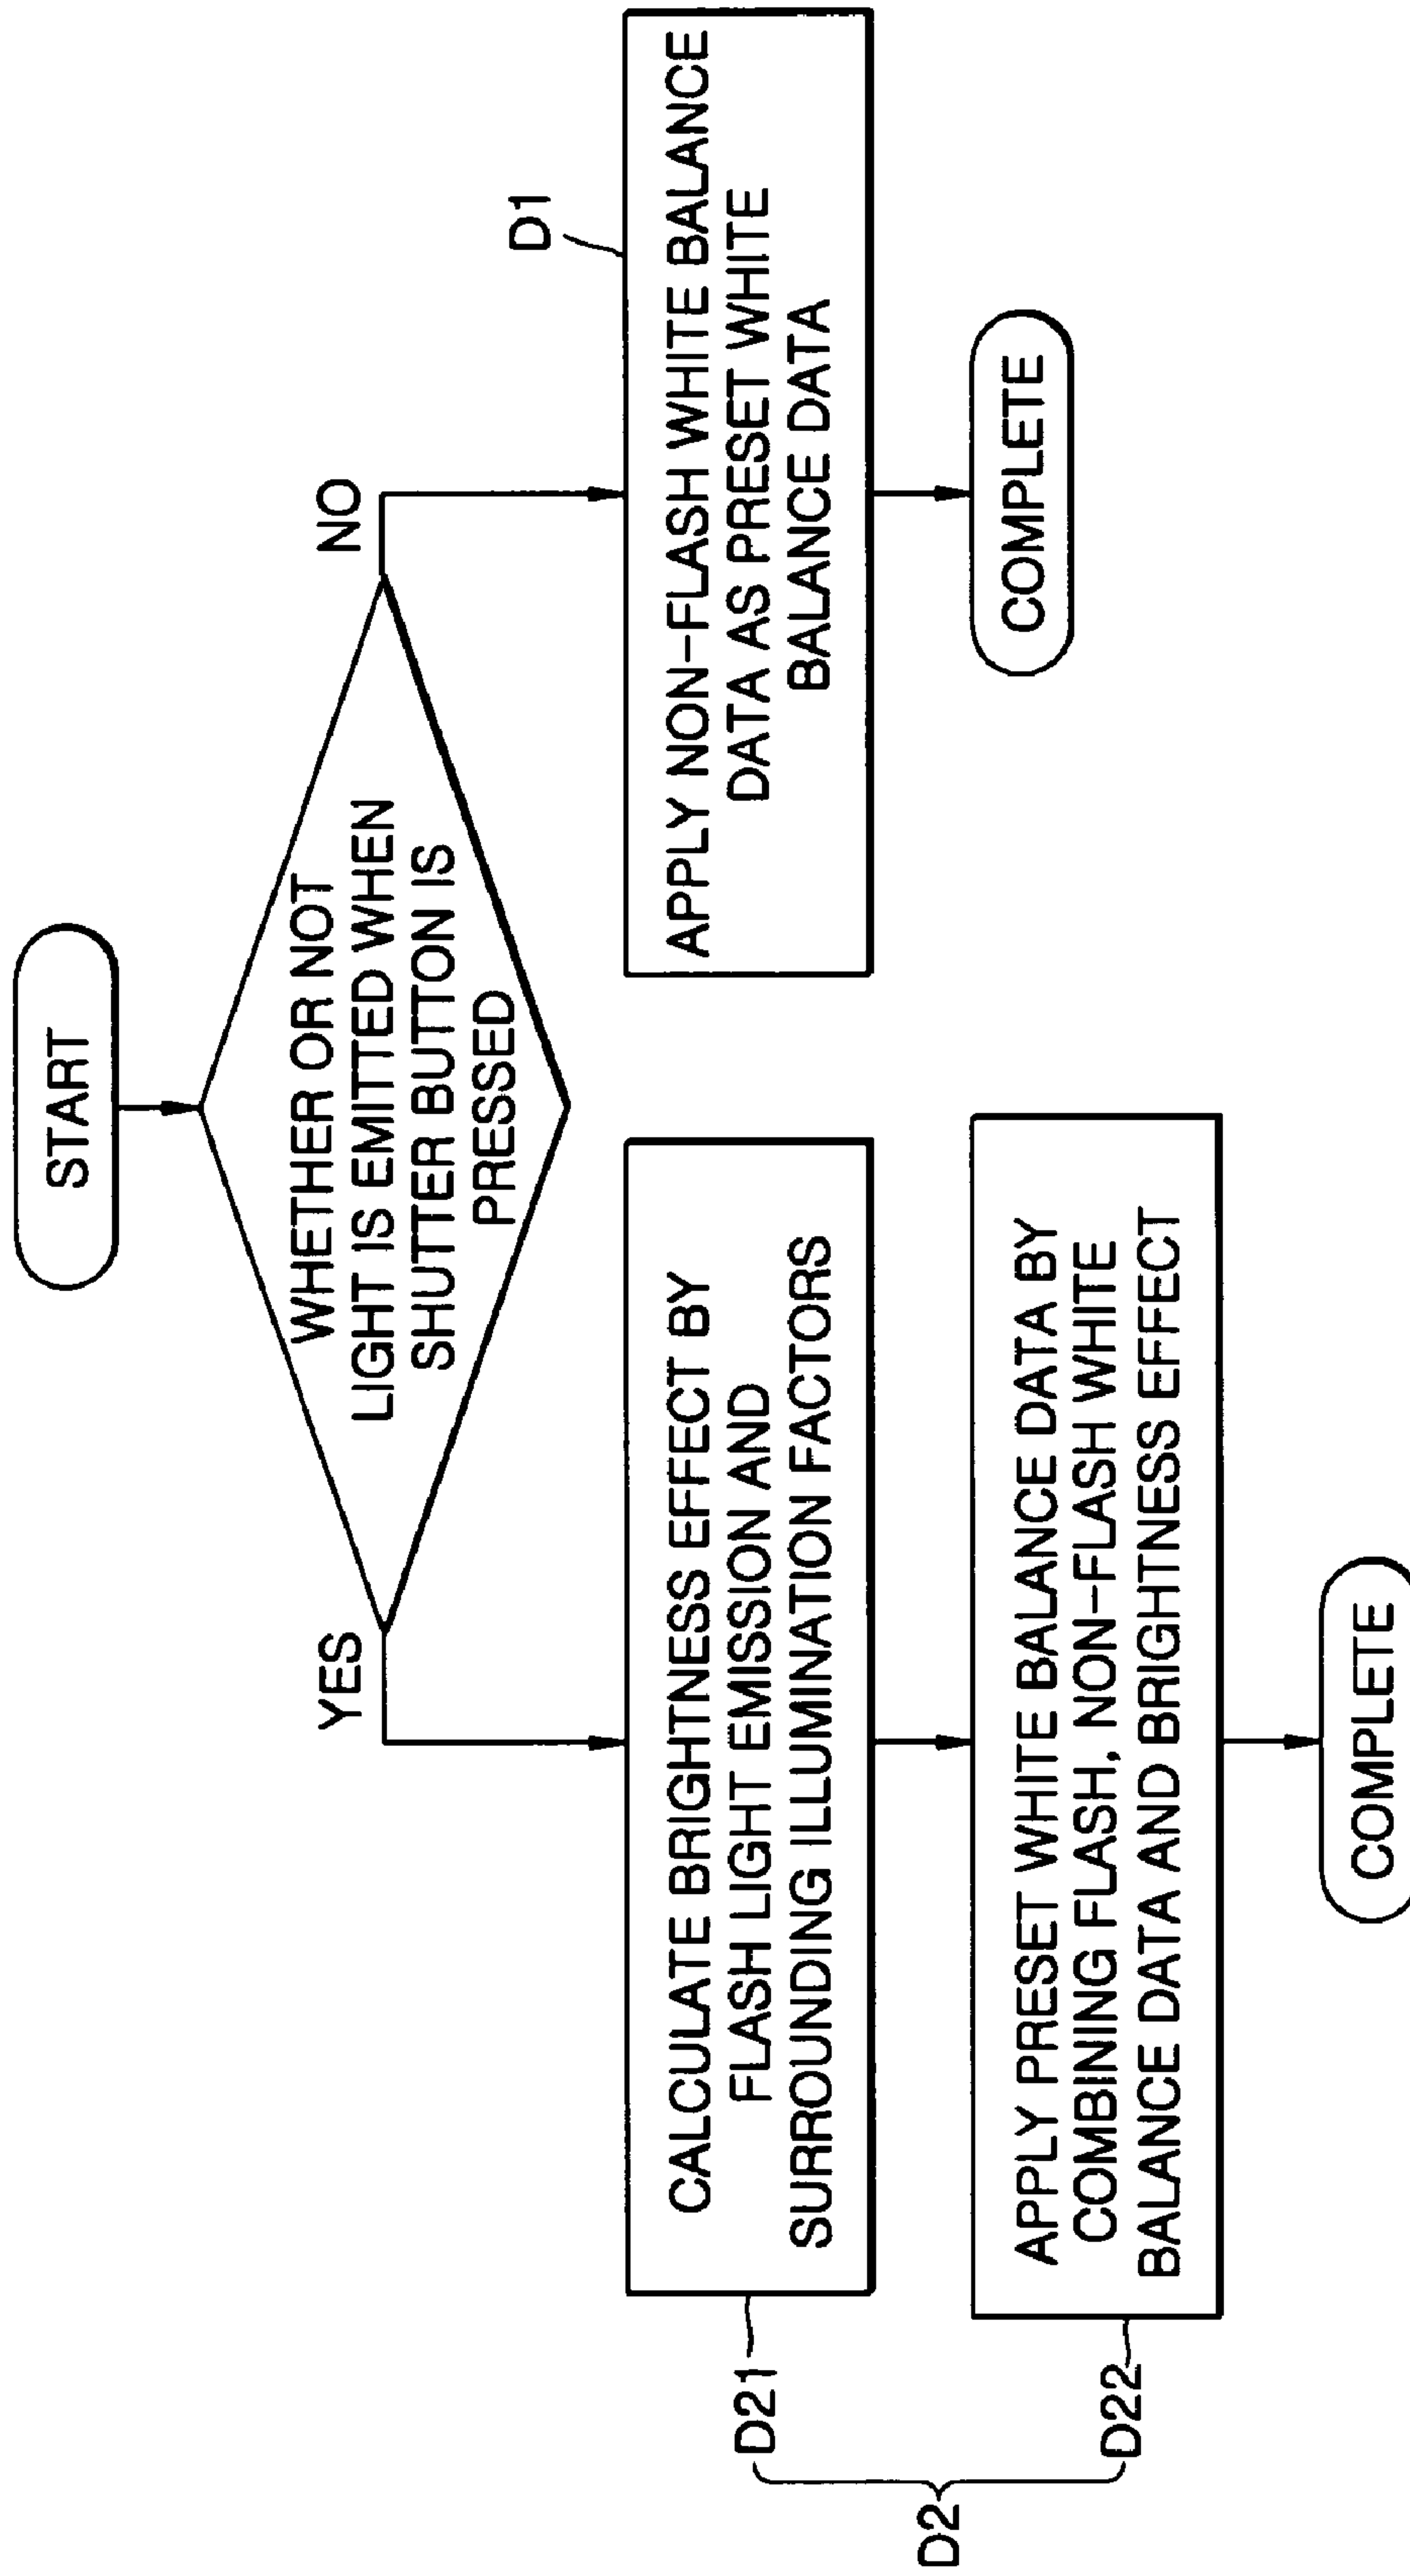 START
WHETHER OR NOT
LIGHT IS EMITTED WHEN
SHUTTER BUTTON IS
PRESSED
YES
NO
D1
CALCULATE BRIGHTNESS EFFECT BY
FLASH LIGHT EMISSION AND
SURROUNDING ILLUMINATION FACTORS
D21
APPLY NON-FLASH WHITE BALANCE
DATA AS PRESET WHITE
BALANCE DATA
D2
APPLY PRESET WHITE BALANCE DATA BY
COMBINING FLASH, NON-FLASH WHITE
BALANCE DATA AND BRIGHTNESS EFFECT
D22
COMPLETE
COMPLETE